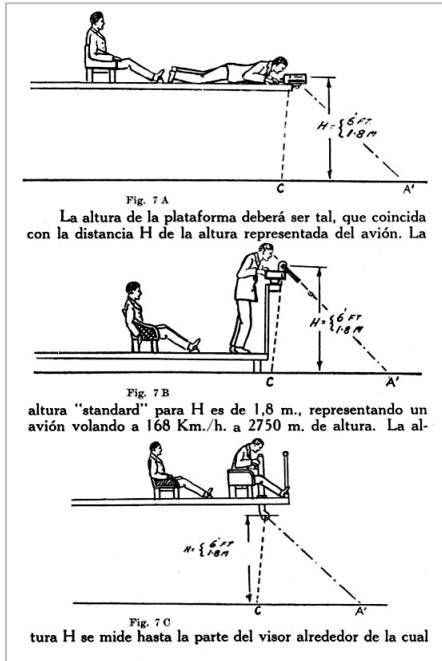 H= { 6 FT
1·8 M
C
A'
Fig. 7 A
La altura de la plataforma deberá ser tal, que coincida
con la distancia H de la altura representada del avión. La
H= { 6 FT
1·8 M
C
A'
Fig. 7 B
altura "standard" para H es de 1,8 m., representando un
avión volando a 168 Km./h. a 2750 m. de altura. La al-
H= { 6 FT
1·8 M
C
A'
Fig. 7 C
tura H se mide hasta la parte del visor alrededor de la cual